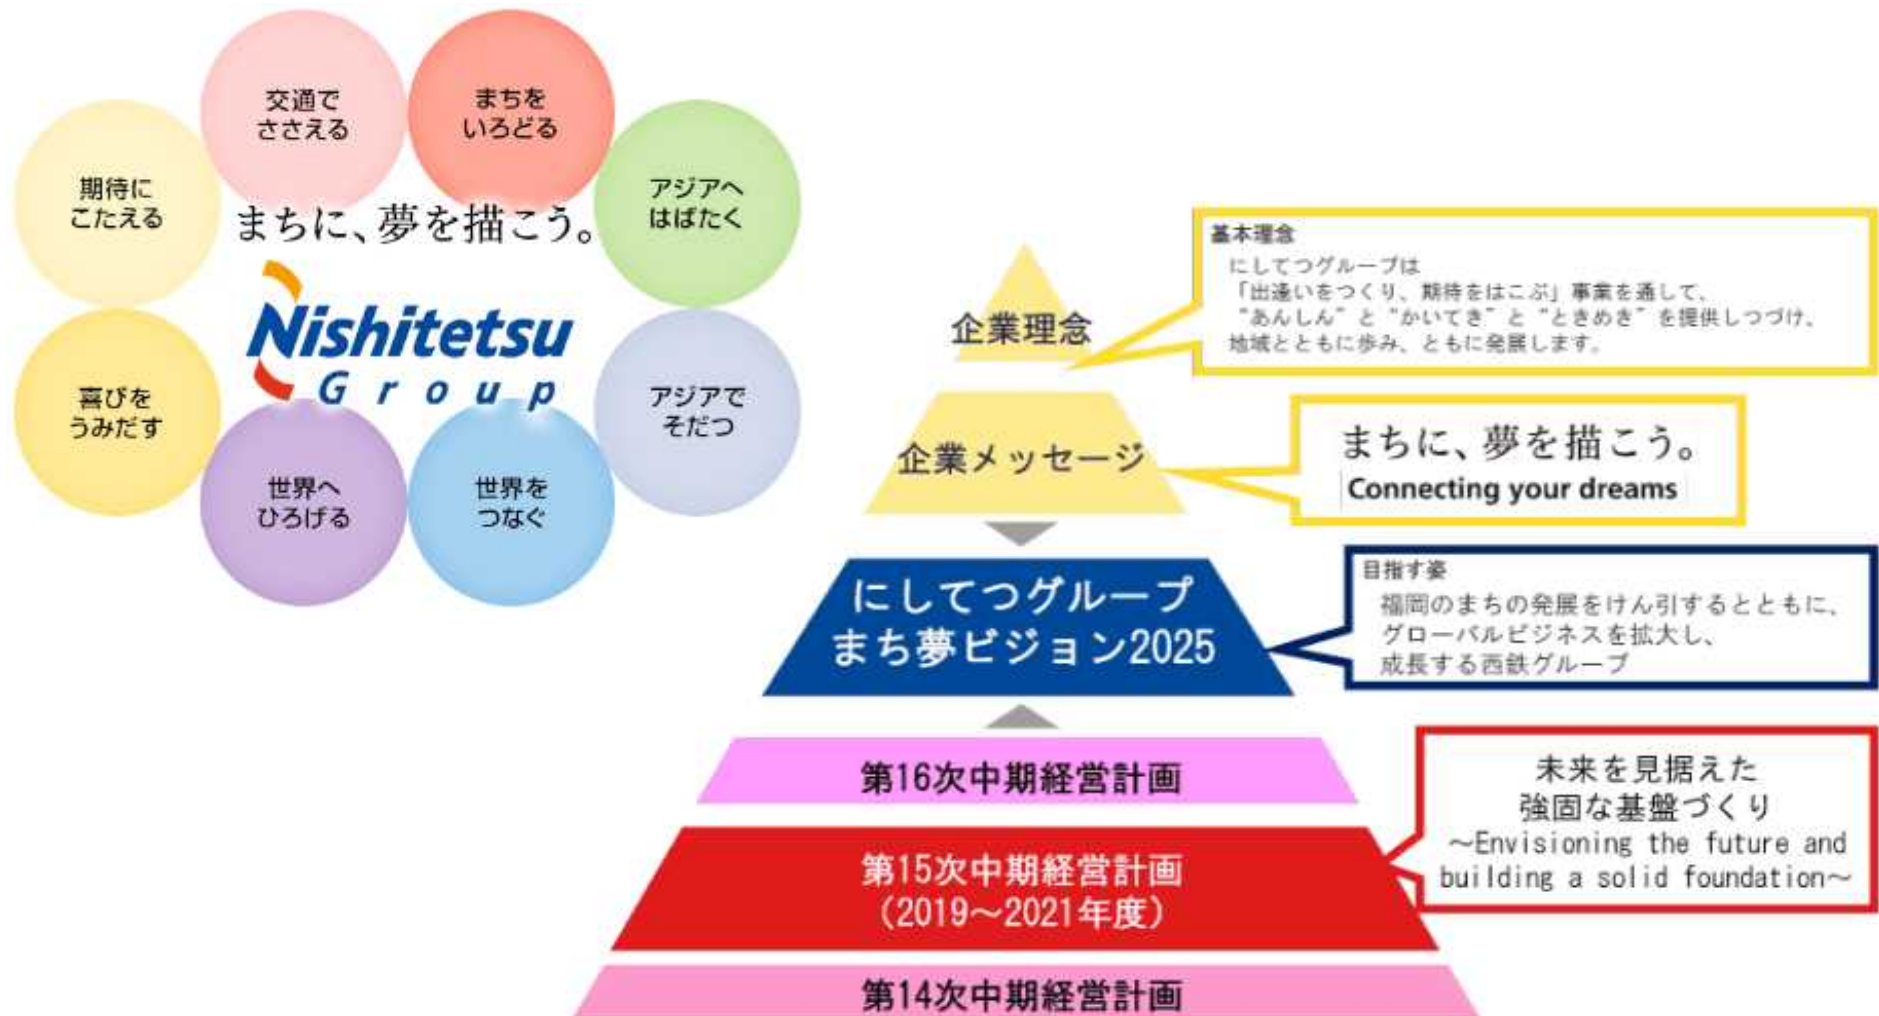 交通で
ささえる
まちを
いろどる
アジアへ
はばたく
アジアで
そだつ
世界を
つなぐ
世界へ
ひろげる
喜びを
うみだす
期待に
こたえる
まちに、夢を描こう。
Nishitetsu
Group
企業理念
基本理念
にしてつグループは
「出逢いをつくり、期待をはこぶ」事業を通して、
“あんしん”と“かいてき”と“ときめき”を提供しつづけ、
地域とともに歩み、ともに発展します。
企業メッセージ
まちに、夢を描こう。
Connecting your dreams
にしてつグループ
まち夢ビジョン2025
目指す姿
福岡のまちの発展をけん引するとともに、
グローバルビジネスを拡大し、
成長する西鉄グループ
第16次中期経営計画
第15次中期経営計画
（2019～2021年度）
未来を見据えた
強固な基盤づくり
～Envisioning the future and
building a solid foundation～
第14次中期経営計画